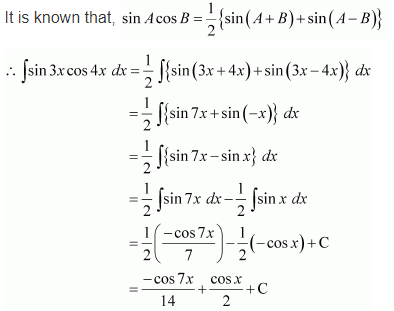 It is known that, sin A cos B = 1/2 {sin(A + B) + sin(A − B)}
∴ ∫sin 3x cos 4x dx = 1/2 ∫{sin(3x + 4x) + sin(3x − 4x)} dx
= 1/2 ∫{sin 7x + sin(−x)} dx
= 1/2 ∫{sin 7x − sin x} dx
= 1/2 ∫sin 7x dx − 1/2 ∫sin x dx
= 1/2 (−cos 7x / 7) − 1/2 (−cos x) + C
= −cos 7x / 14 + cos x / 2 + C